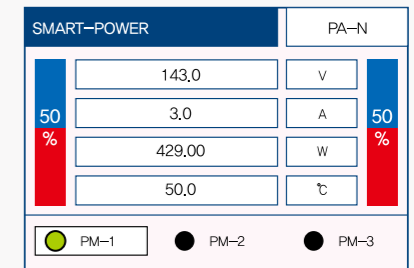 SMART-POWER PA-N
143.0 V
50 % 3.0 A 50 %
429.00 W
50.0 ℃
PM-1 PM-2 PM-3